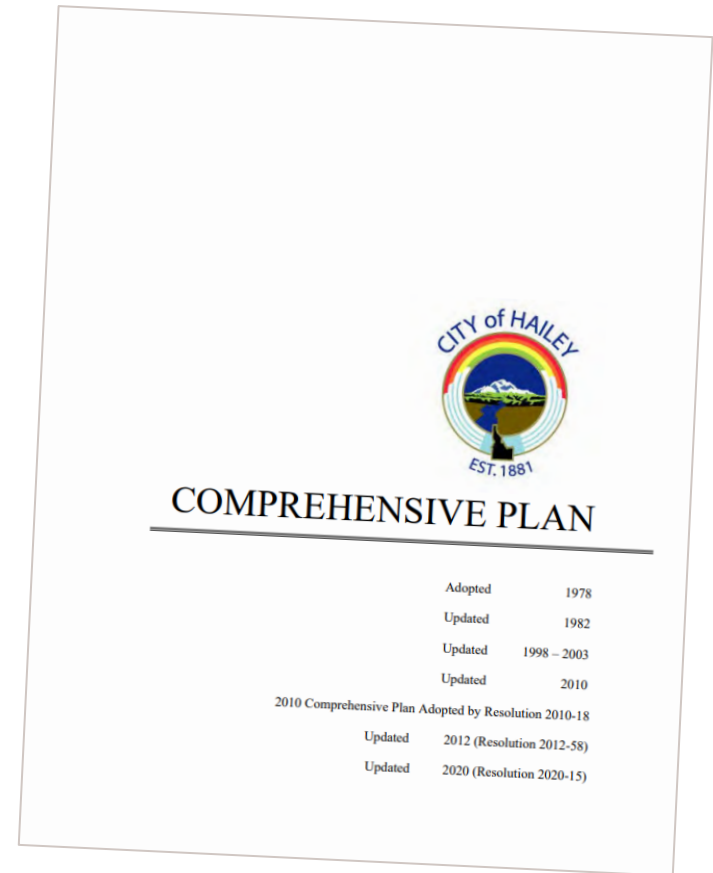 CITY of HAILEY
EST. 1881
COMPREHENSIVE PLAN
Adopted 1978
Updated 1982
Updated 1998 – 2003
Updated 2010
2010 Comprehensive Plan Adopted by Resolution 2010-18
Updated 2012 (Resolution 2012-58)
Updated 2020 (Resolution 2020-15)